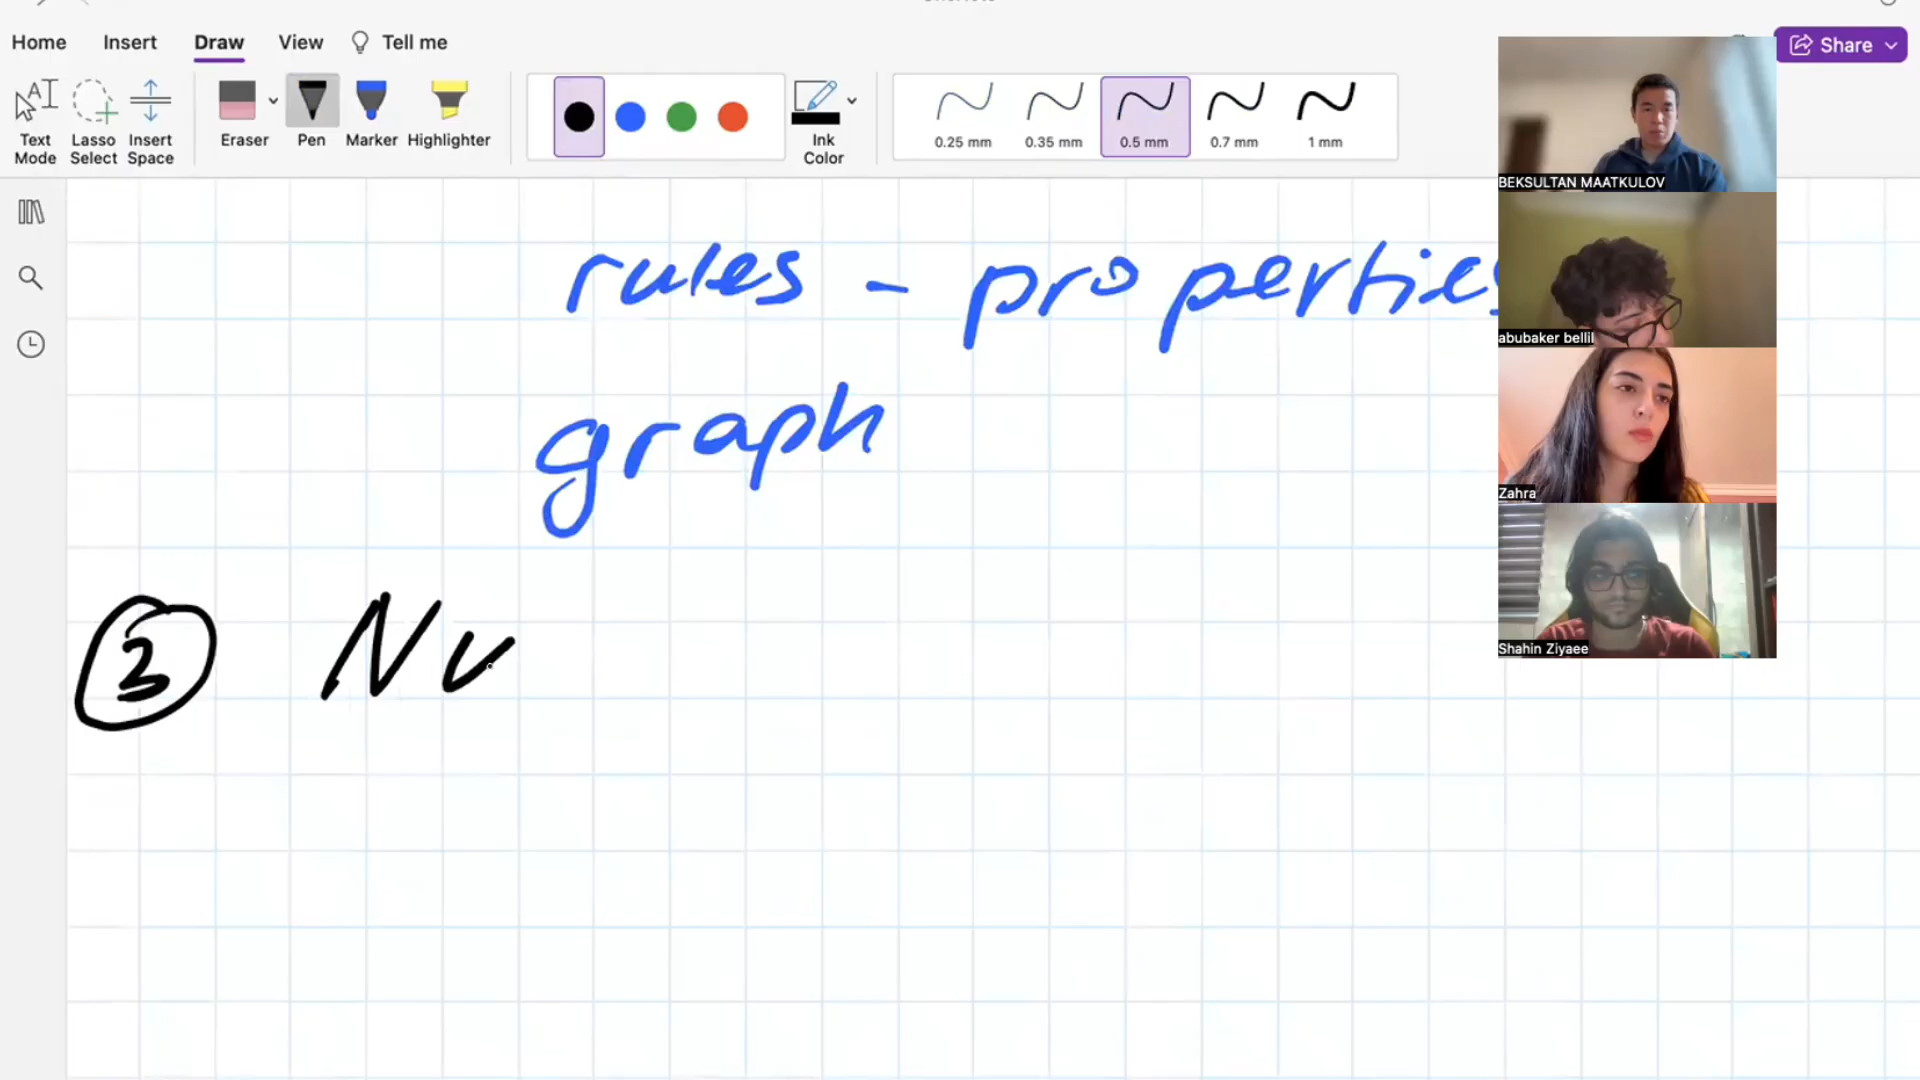 Home Insert Draw View Tell me
Share
Text Mode
Lasso Select
Insert Space
Eraser
Pen
Marker
Highlighter
Ink Color
0.25 mm
0.35 mm
0.5 mm
0.7 mm
1 mm
BEKSULTAN MAATKULOV
abubaker bellil
Zahra
Shahin Ziyaee
rules - properties
graph
Nu